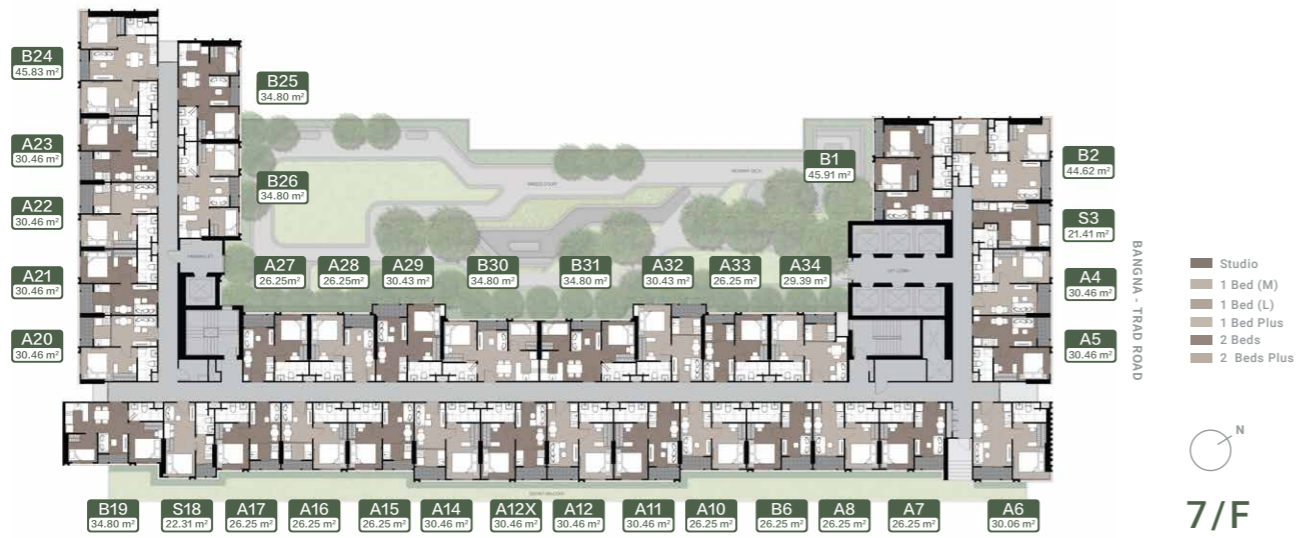 B24
45.83 m²
B25
34.80 m²
A23
30.46 m²
B1
45.91 m²
B2
44.62 m²
B26
34.80 m²
A22
30.46 m²
S3
21.41 m²
A21
30.46 m²
A27
26.25m²
A28
26.25m²
A29
30.43 m²
B30
34.80 m²
B31
34.80 m²
A32
30.43 m²
A33
26.25 m²
A34
29.39 m²
LIFT LOBBY
A4
30.46 m²
A20
30.46 m²
A5
30.46 m²
BANGNA - TRAD ROAD
Studio
1 Bed (M)
1 Bed (L)
1 Bed Plus
2 Beds
2 Beds Plus
N
B19
34.80 m²
S18
22.31 m²
A17
26.25 m²
A16
26.25 m²
A15
26.25 m²
A14
30.46 m²
A12X
30.46 m²
A12
30.46 m²
A11
30.46 m²
A10
26.25 m²
B6
26.25 m²
A8
26.25 m²
A7
26.25 m²
A6
30.06 m²
7/F